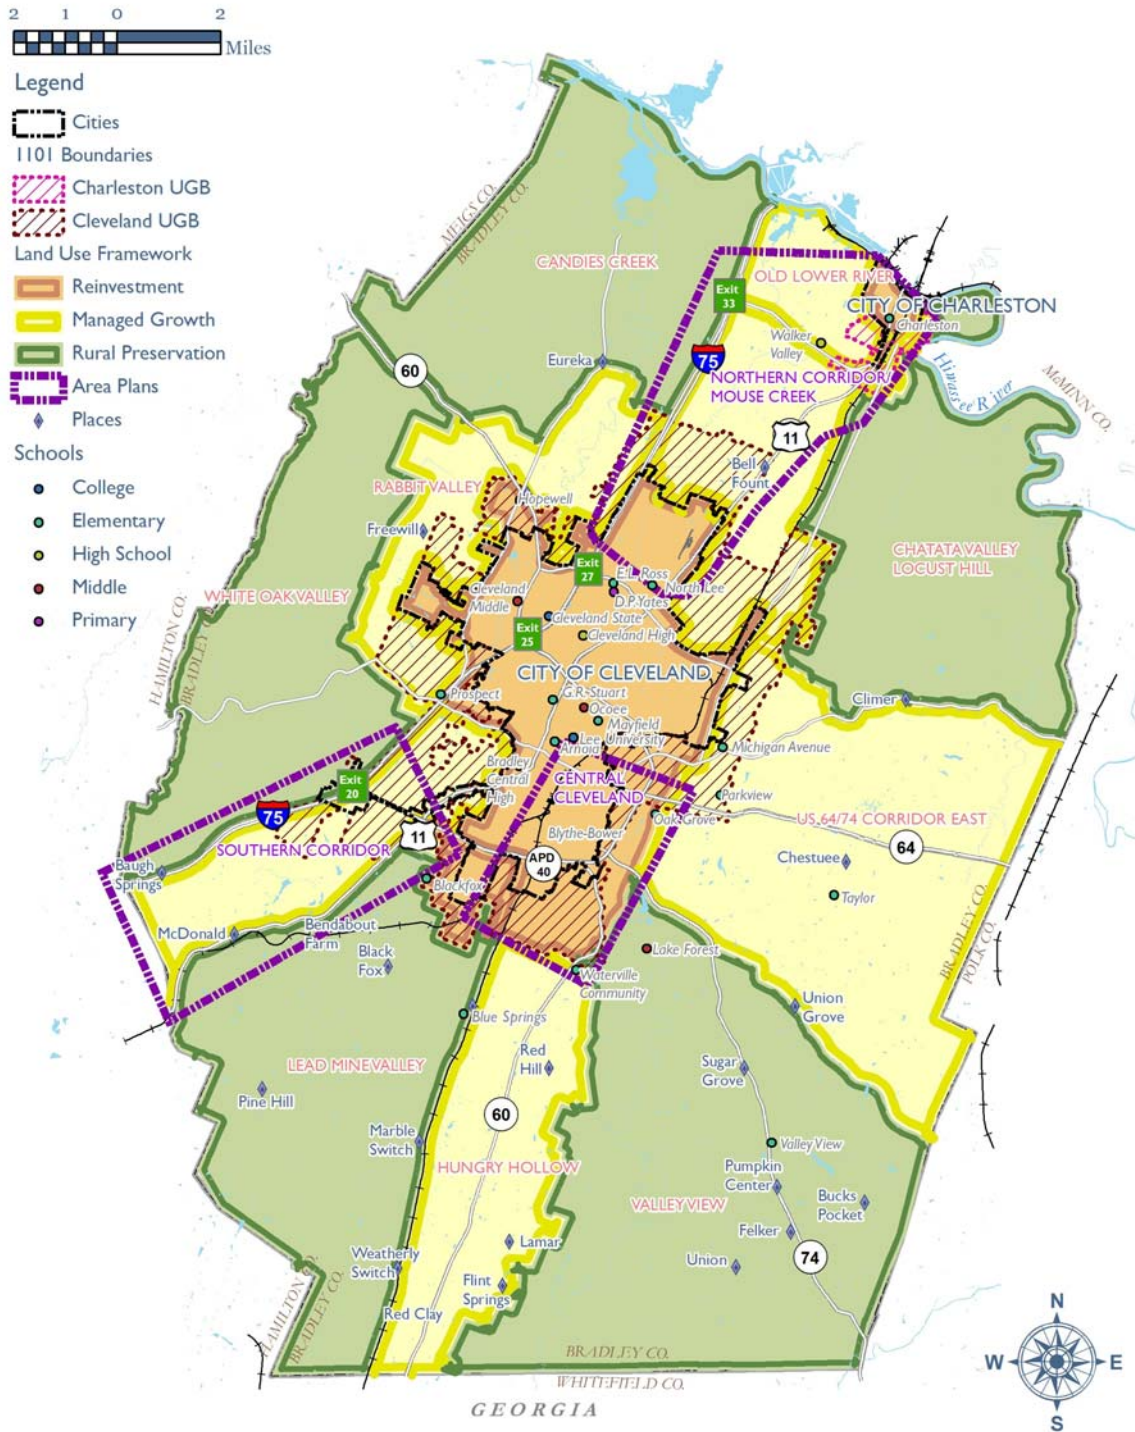 2 1 0 2
Miles
Legend
Cities
1101 Boundaries
Charleston UGB
Cleveland UGB
Land Use Framework
Reinvestment
Managed Growth
Rural Preservation
Area Plans
Places
Schools
College
Elementary
High School
Middle
Primary
MEIGS CO.
BRADLEY CO.
CANDIES CREEK
OLD LOWER RIVER
Exit
33
CITY OF CHARLESTON
Charleston
Walker
Valley
Eureka
75
60
NORTHERN CORRIDOR/
MOUSE CREEK
Hiwassee River
McMINN CO.
11
Bell
Fount
RABBIT VALLEY
Hopewell
Freewill
CHATATA VALLEY
LOCUST HILL
Exit
27
E.L. Ross
North Lee
D.P.Yates
Cleveland
Middle
WHITE OAK VALLEY
HAMILTON CO.
BRADLEY CO.
Cleveland State
Exit
25
Cleveland High
CITY OF CLEVELAND
Prospect
G.R. Stuart
Ocoee
Climer
Mayfield
Lee University
Arnold
Michigan Avenue
Bradley
Central
High
CENTRAL
CLEVELAND
Exit
20
Parkview
75
11
Oak Grove
US 64/74 CORRIDOR EAST
Blythe-Bower
64
SOUTHERN CORRIDOR
APD
40
Chestuee
Baugh
Springs
Blackfox
Taylor
McDonald
Bendabout
Farm
Lake Forest
Black
Fox
Waterville
Community
BRADLEY CO.
POLK CO.
Union
Grove
Blue Springs
Red
Hill
Sugar
Grove
LEAD MINE VALLEY
Pine Hill
60
Marble
Switch
Valley View
HUNGRY HOLLOW
Pumpkin
Center
Bucks
Pocket
VALLEY VIEW
Felker
Lamar
74
Union
Weatherly
Switch
Flint
Springs
HAMILTON CO.
BRADLEY CO.
Red Clay
BRADLEY CO.
WHITEFIELD CO.
GEORGIA
N
W E
S